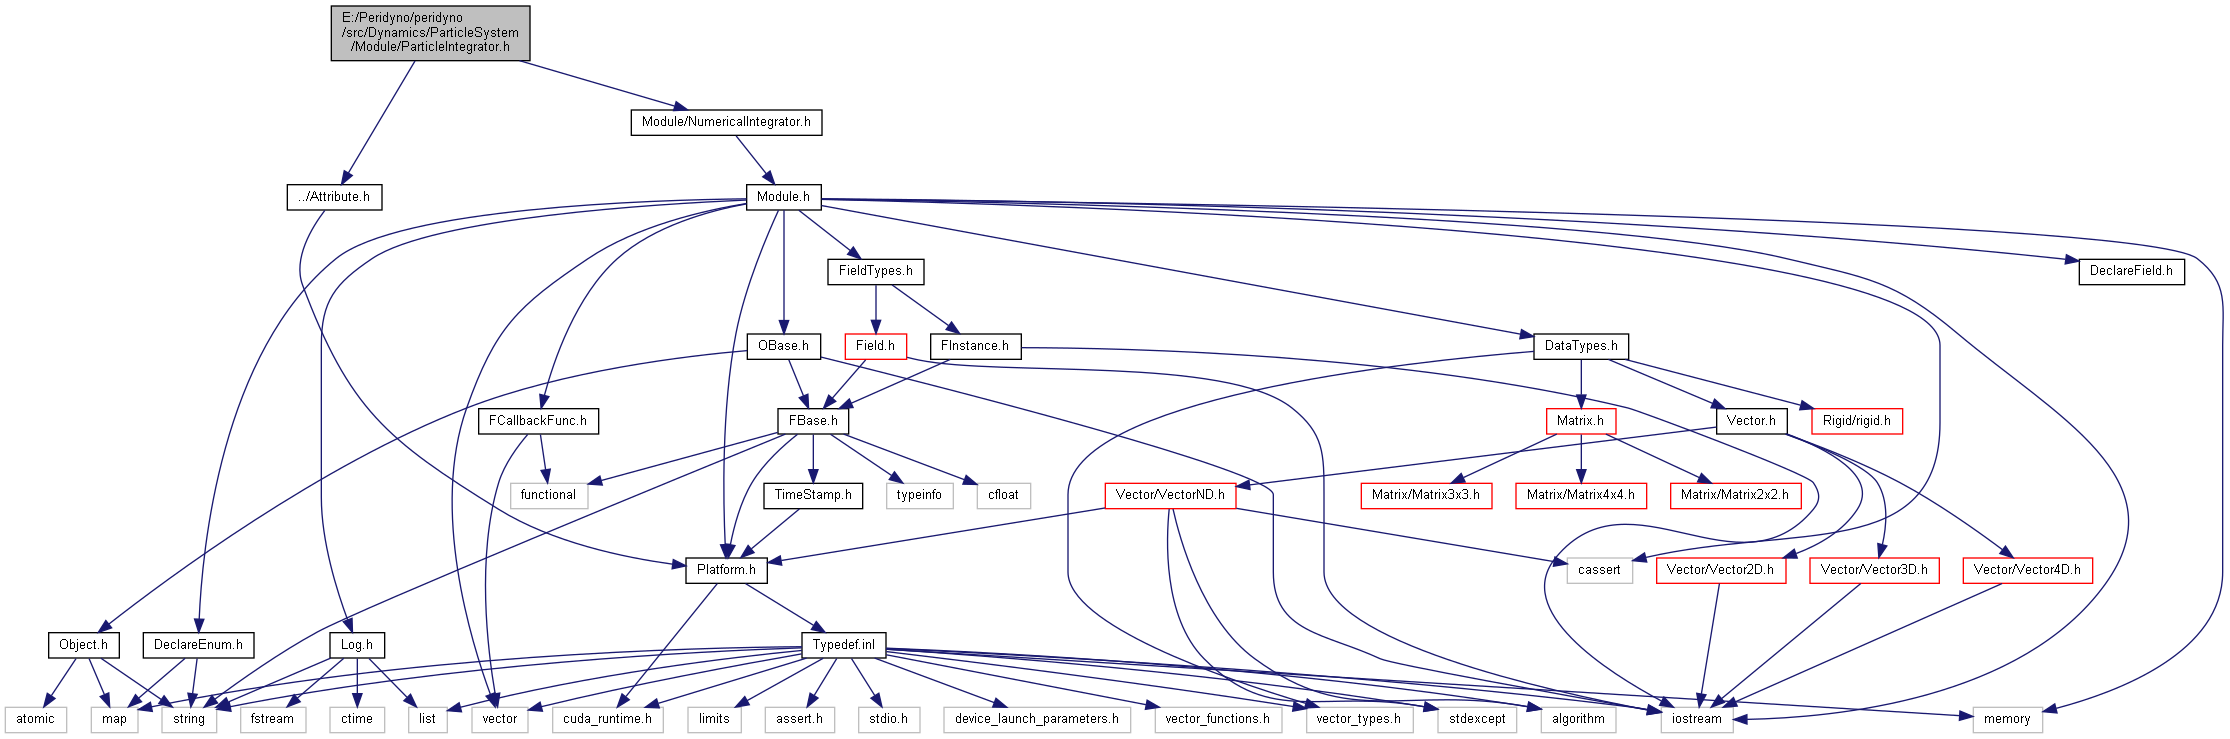 E:/Peridyno/peridyno
/src/Dynamics/ParticleSystem
/Module/ParticleIntegrator.h
Module/NumericalIntegrator.h
../Attribute.h
Module.h
FieldTypes.h
DeclareField.h
OBase.h
Field.h
FInstance.h
DataTypes.h
FCallbackFunc.h
FBase.h
Matrix.h
Vector.h
Rigid/rigid.h
functional
TimeStamp.h
typeinfo
cfloat
Vector/VectorND.h
Matrix/Matrix3x3.h
Matrix/Matrix4x4.h
Matrix/Matrix2x2.h
Platform.h
cassert
Vector/Vector2D.h
Vector/Vector3D.h
Vector/Vector4D.h
Object.h
DeclareEnum.h
Log.h
Typedef.inl
atomic
map
string
fstream
ctime
list
vector
cuda_runtime.h
limits
assert.h
stdio.h
device_launch_parameters.h
vector_functions.h
vector_types.h
stdexcept
algorithm
iostream
memory